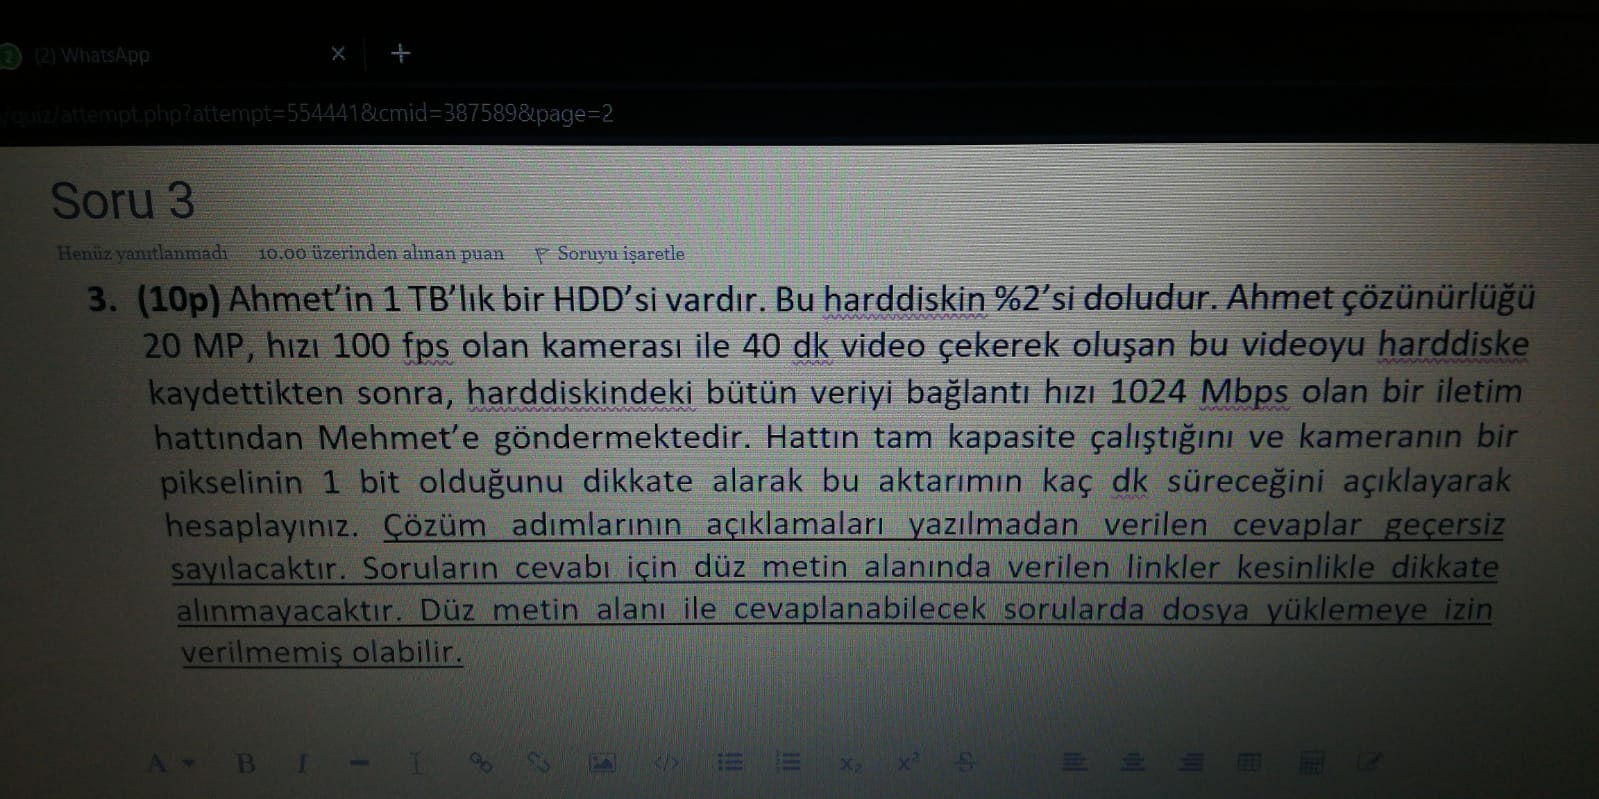 (2) WhatsApp
/quiz/attempt.php?attempt=554441&cmid=387589&page=2
Soru 3
Henüz yanıtlanmadı 10,00 üzerinden alınan puan Soruyu işaretle
3. (10p) Ahmet'in 1 TB'lık bir HDD'si vardır. Bu harddiskin %2'si doludur. Ahmet çözünürlüğü
20 MP, hızı 100 fps olan kamerası ile 40 dk video çekerek oluşan bu videoyu harddiske
kaydettikten sonra, harddiskindeki bütün veriyi bağlantı hızı 1024 Mbps olan bir iletim
hattından Mehmet'e göndermektedir. Hattın tam kapasite çalıştığını ve kameranın bir
pikselinin 1 bit olduğunu dikkate alarak bu aktarımın kaç dk süreceğini açıklayarak
hesaplayınız. Çözüm adımlarının açıklamaları yazılmadan verilen cevaplar geçersiz
sayılacaktır. Soruların cevabı için düz metin alanında verilen linkler kesinlikle dikkate
alınmayacaktır. Düz metin alanı ile cevaplanabilecek sorularda dosya yüklemeye izin
verilmemiş olabilir.